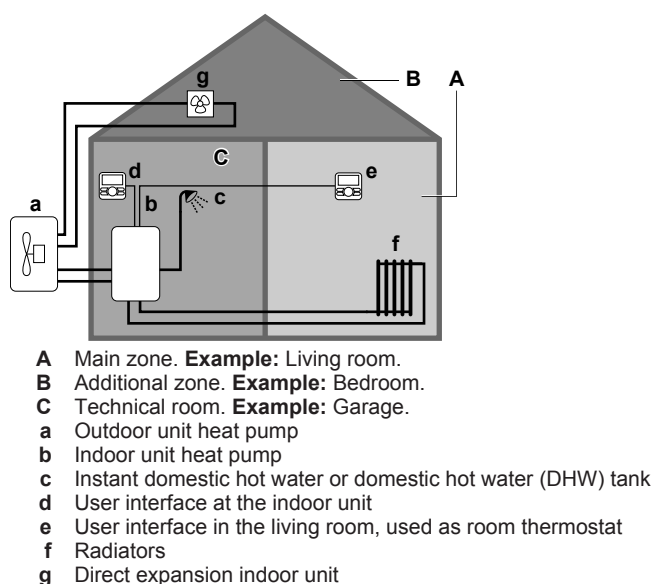 g
B A
C
d e
a b c
f
A Main zone. Example: Living room.
B Additional zone. Example: Bedroom.
C Technical room. Example: Garage.
a Outdoor unit heat pump
b Indoor unit heat pump
c Instant domestic hot water or domestic hot water (DHW) tank
d User interface at the indoor unit
e User interface in the living room, used as room thermostat
f Radiators
g Direct expansion indoor unit